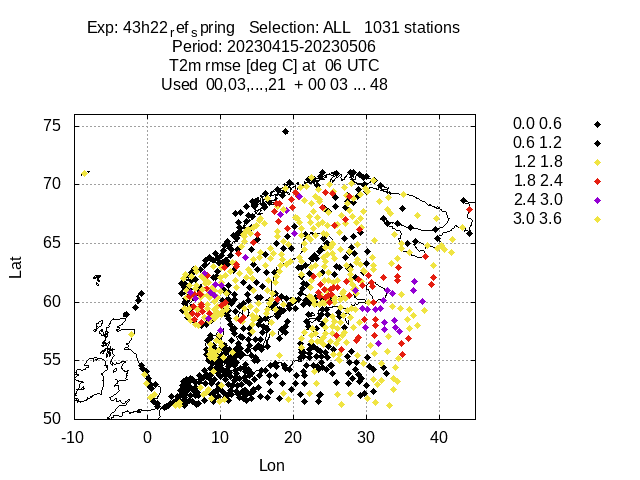 Exp: 43h22refspring   Selection: ALL   1031 stations
Period: 20230415-20230506
T2m rmse [deg C] at  06 UTC
Used  00,03,...,21  + 00 03 ... 48
0.0 0.6
0.6 1.2
1.2 1.8
1.8 2.4
2.4 3.0
3.0 3.6
75
70
65
60
55
50
Lat
-10 0 10 20 30 40
Lon